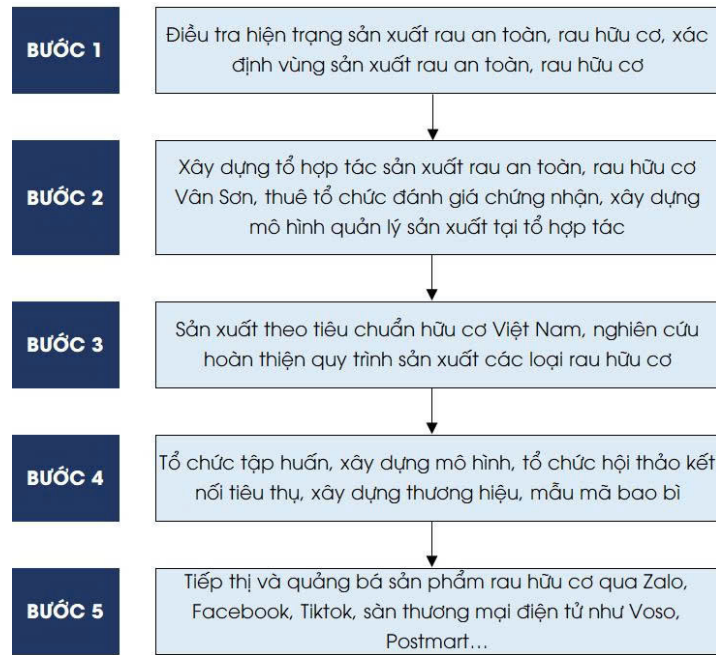 BƯỚC 1
Điều tra hiện trạng sản xuất rau an toàn, rau hữu cơ, xác
định vùng sản xuất rau an toàn, rau hữu cơ
BƯỚC 2
Xây dựng tổ hợp tác sản xuất rau an toàn, rau hữu cơ
Vân Sơn, thuê tổ chức đánh giá chứng nhận, xây dựng
mô hình quản lý sản xuất tại tổ hợp tác
BƯỚC 3
Sản xuất theo tiêu chuẩn hữu cơ Việt Nam, nghiên cứu
hoàn thiện quy trình sản xuất các loại rau hữu cơ
BƯỚC 4
Tổ chức tập huấn, xây dựng mô hình, tổ chức hội thảo kết
nối tiêu thụ, xây dựng thương hiệu, mẫu mã bao bì
BƯỚC 5
Tiếp thị và quảng bá sản phẩm rau hữu cơ qua Zalo,
Facebook, Tiktok, sàn thương mại điện tử như Voso,
Postmart...